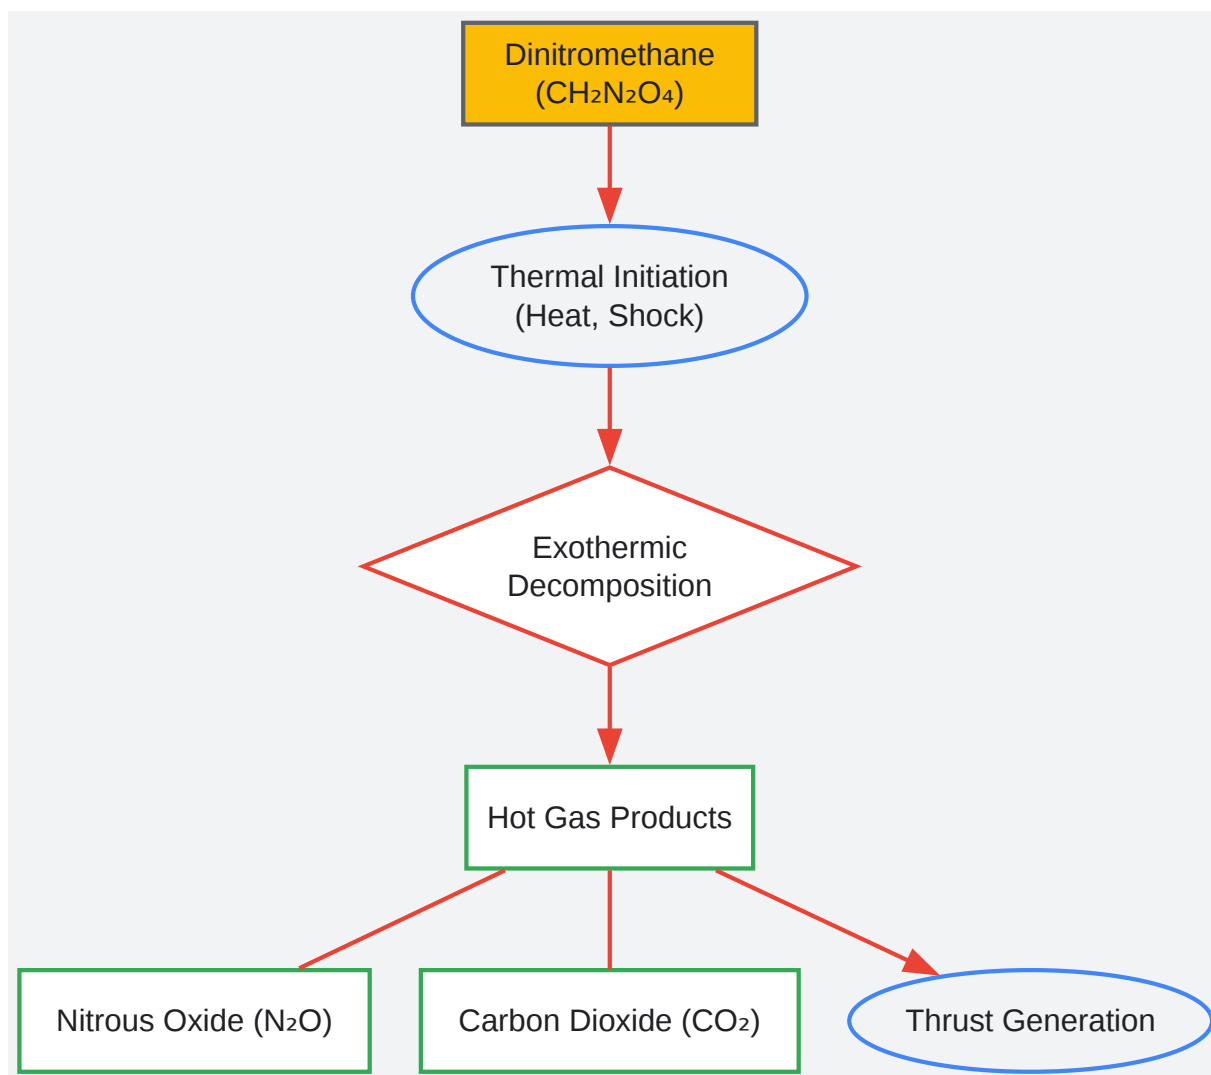 Dinitromethane
(CH₂N₂O₄)
Thermal Initiation
(Heat, Shock)
Exothermic
Decomposition
Hot Gas Products
Nitrous Oxide (N₂O)
Carbon Dioxide (CO₂)
Thrust Generation